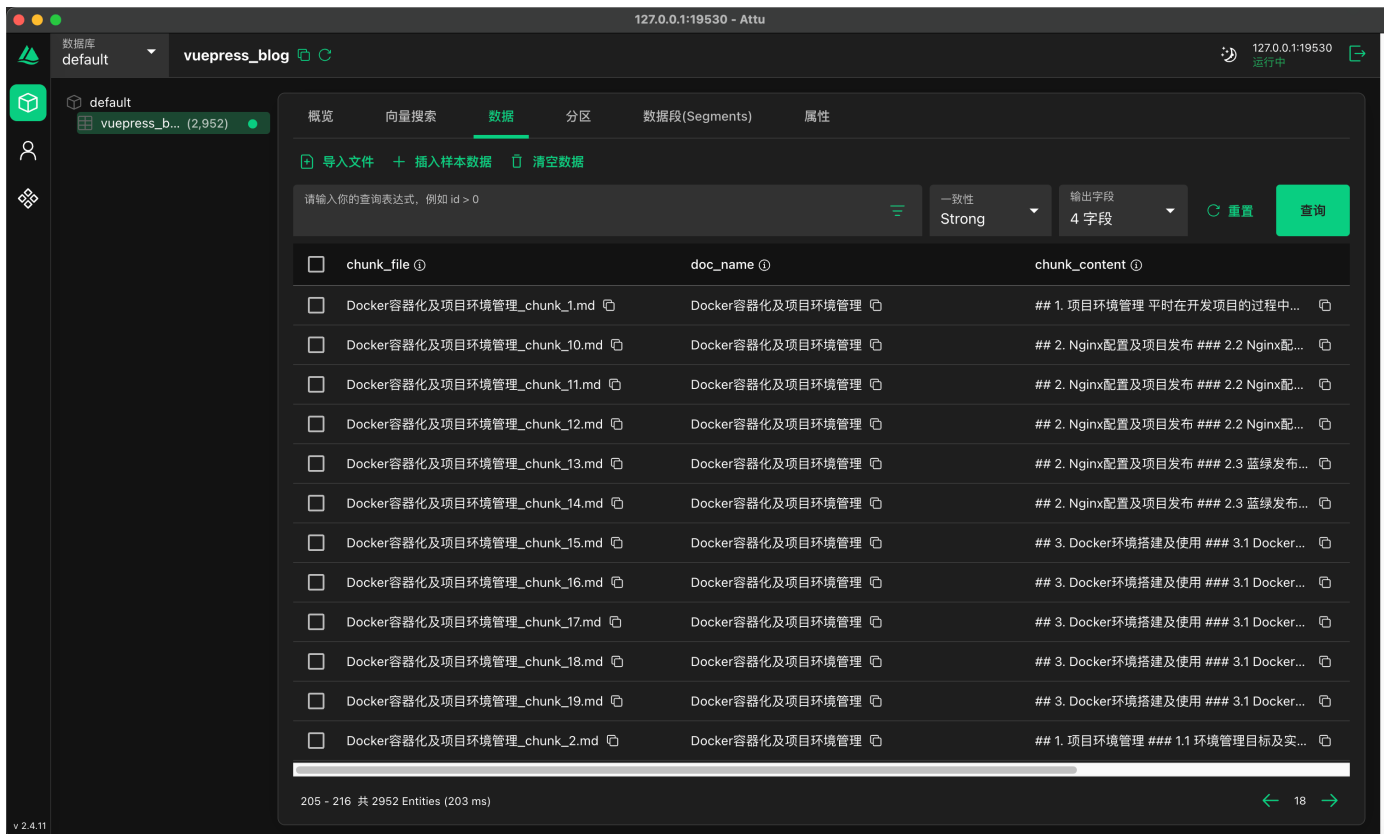 127.0.0.1:19530 - Attu
数据库
default
vuepress_blog
127.0.0.1:19530
运行中
default
vuepress_b... (2,952)
概览 向量搜索 数据 分区 数据段(Segments) 属性
导入文件 插入样本数据 清空数据
请输入你的查询表达式，例如 id > 0
一致性
Strong
输出字段
4 字段
重置
查询
chunk_file doc_name chunk_content
Docker容器化及项目环境管理_chunk_1.md Docker容器化及项目环境管理 ## 1. 项目环境管理 平时在开发项目的过程中...
Docker容器化及项目环境管理_chunk_10.md Docker容器化及项目环境管理 ## 2. Nginx配置及项目发布 ### 2.2 Nginx配...
Docker容器化及项目环境管理_chunk_11.md Docker容器化及项目环境管理 ## 2. Nginx配置及项目发布 ### 2.2 Nginx配...
Docker容器化及项目环境管理_chunk_12.md Docker容器化及项目环境管理 ## 2. Nginx配置及项目发布 ### 2.2 Nginx配...
Docker容器化及项目环境管理_chunk_13.md Docker容器化及项目环境管理 ## 2. Nginx配置及项目发布 ### 2.3 蓝绿发布...
Docker容器化及项目环境管理_chunk_14.md Docker容器化及项目环境管理 ## 2. Nginx配置及项目发布 ### 2.3 蓝绿发布...
Docker容器化及项目环境管理_chunk_15.md Docker容器化及项目环境管理 ## 3. Docker环境搭建及使用 ### 3.1 Docker...
Docker容器化及项目环境管理_chunk_16.md Docker容器化及项目环境管理 ## 3. Docker环境搭建及使用 ### 3.1 Docker...
Docker容器化及项目环境管理_chunk_17.md Docker容器化及项目环境管理 ## 3. Docker环境搭建及使用 ### 3.1 Docker...
Docker容器化及项目环境管理_chunk_18.md Docker容器化及项目环境管理 ## 3. Docker环境搭建及使用 ### 3.1 Docker...
Docker容器化及项目环境管理_chunk_19.md Docker容器化及项目环境管理 ## 3. Docker环境搭建及使用 ### 3.1 Docker...
Docker容器化及项目环境管理_chunk_2.md Docker容器化及项目环境管理 ## 1. 项目环境管理 ### 1.1 环境管理目标及实...
205 - 216 共 2952 Entities (203 ms)
18
v 2.4.11